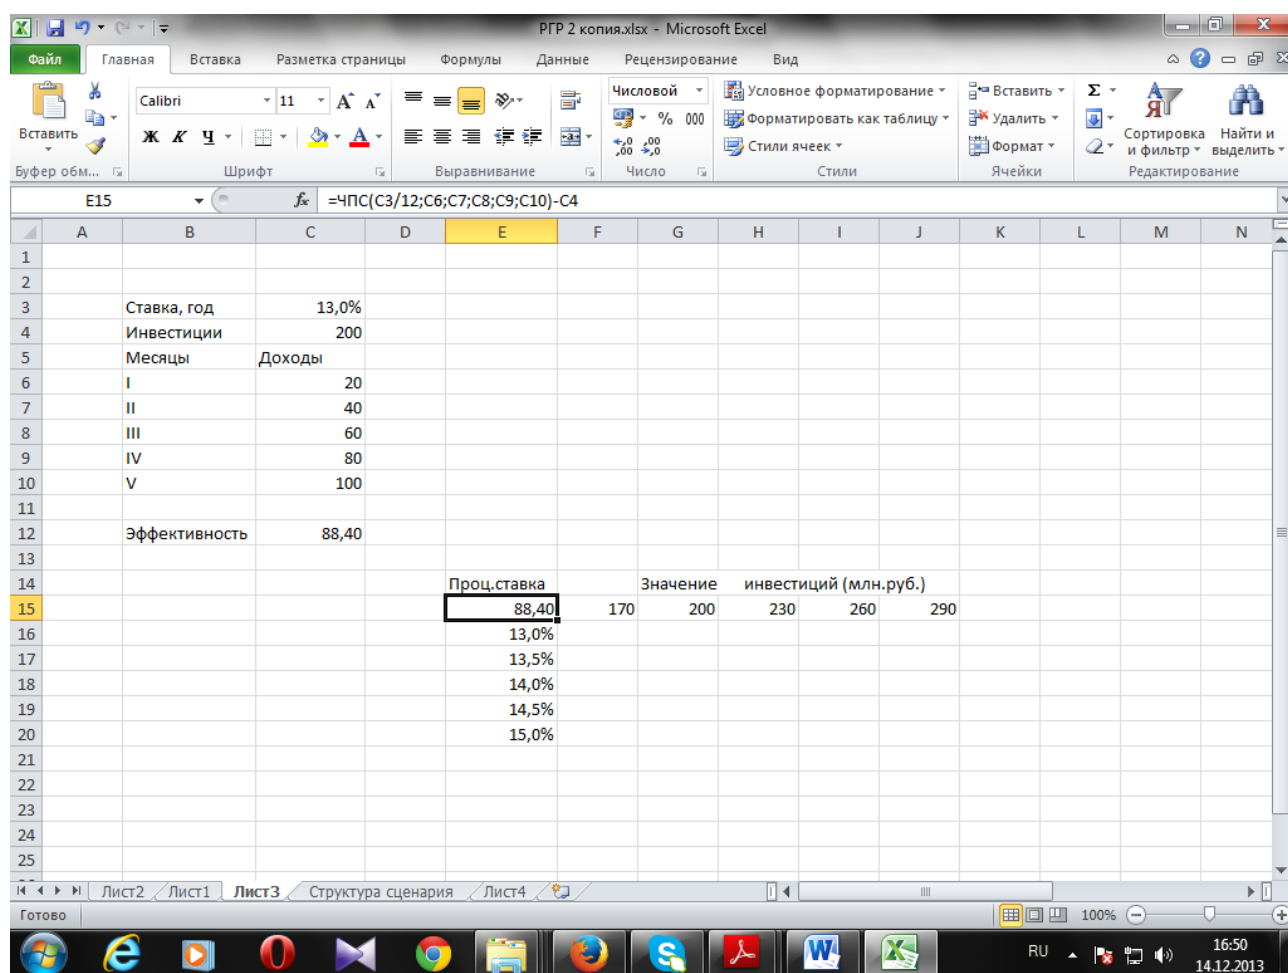 РГР 2 копия.xlsx - Microsoft Excel
Файл Главная Вставка Разметка страницы Формулы Данные Рецензирование Вид
Вставить
Calibri 11
Ж К Ч
Числовой
% 000
Условное форматирование
Форматировать как таблицу
Стили ячеек
Вставить
Удалить
Формат
Σ
Сортировка и фильтр
Найти и выделить
Буфер обм... Шрифт Выравнивание Число Стили Ячейки Редактирование
E15 fx =ЧПС(C3/12;C6;C7;C8;C9;C10)-C4
A B C D E F G H I J K L M N
1
2
3 Ставка, год 13,0%
4 Инвестиции 200
5 Месяцы Доходы
6 I 20
7 II 40
8 III 60
9 IV 80
10 V 100
11
12 Эффективность 88,40
13
14 Проц.ставка Значение инвестиций (млн.руб.)
15 88,40 170 200 230 260 290
16 13,0%
17 13,5%
18 14,0%
19 14,5%
20 15,0%
21
22
23
24
25
Лист2 Лист1 Лист3 Структура сценария Лист4
Готово 100%
RU 16:50
14.12.2013